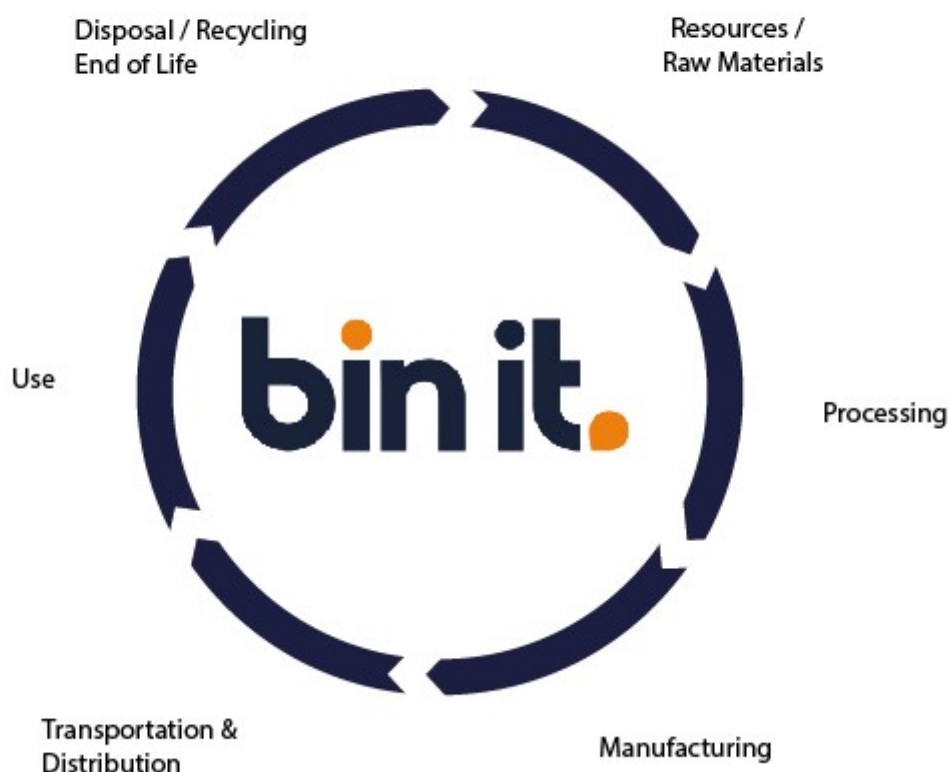 Disposal / Recycling
End of Life
Resources /
Raw Materials
bin it.
Use
Processing
Transportation &
Distribution
Manufacturing